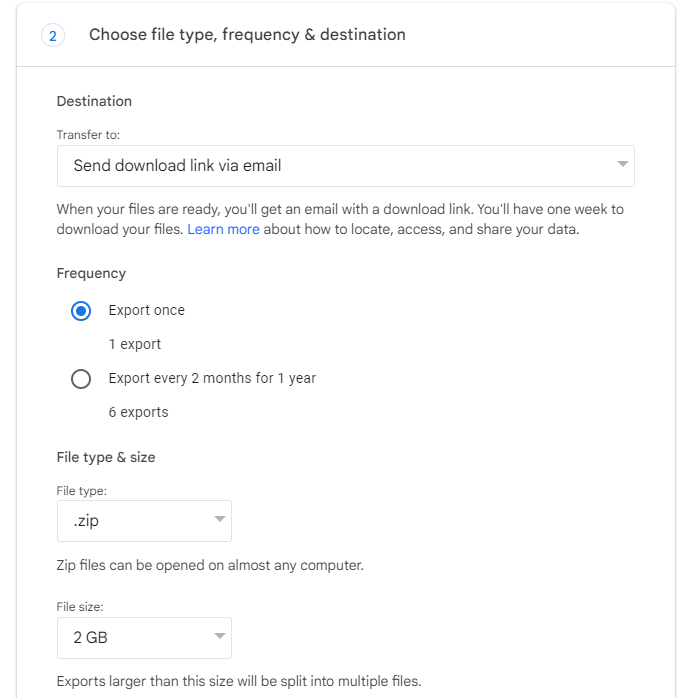 2
Choose file type, frequency & destination
Destination
Transfer to:
Send download link via email
When your files are ready, you'll get an email with a download link. You'll have one week to
download your files. Learn more about how to locate, access, and share your data.
Frequency
Export once
1 export
Export every 2 months for 1 year
6 exports
File type & size
File type:
.zip
Zip files can be opened on almost any computer.
File size:
2 GB
Exports larger than this size will be split into multiple files.